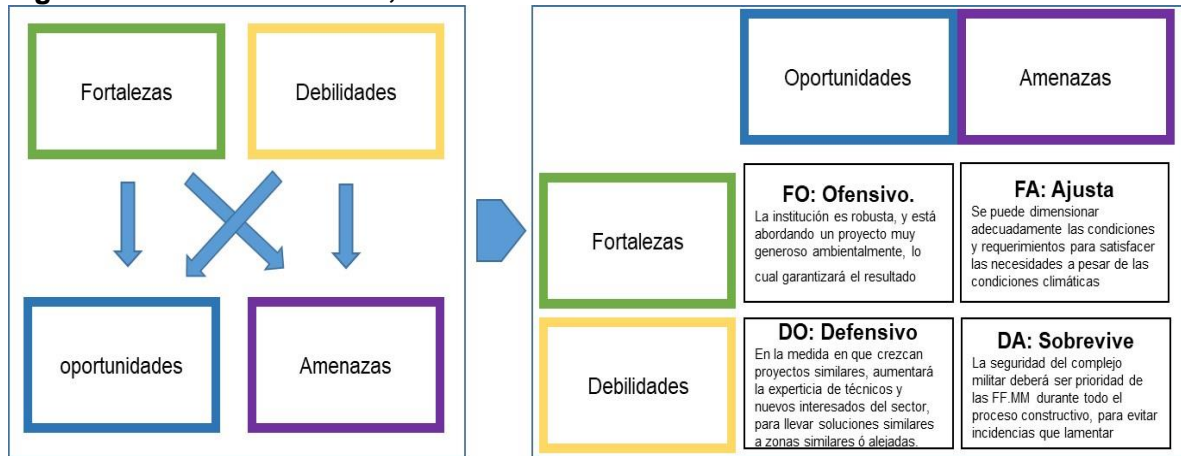 Fortalezas
Debilidades
oportunidades
Amenazas
Oportunidades
Amenazas
Fortalezas
FO: Ofensivo.
La institución es robusta, y está
abordando un proyecto muy
generoso ambientalmente, lo
cual garantizará el resultado
FA: Ajusta
Se puede dimensionar
adecuadamente las condiciones
y requerimientos para satisfacer
las necesidades a pesar de las
condiciones climáticas
Debilidades
DO: Defensivo
En la medida en que crezcan
proyectos similares, aumentará
la experticia de técnicos y
nuevos interesados del sector,
para llevar soluciones similares
a zonas similares ó alejadas.
DA: Sobrevive
La seguridad del complejo
militar deberá ser prioridad de
las FF.MM durante todo el
proceso constructivo, para evitar
incidencias que lamentar